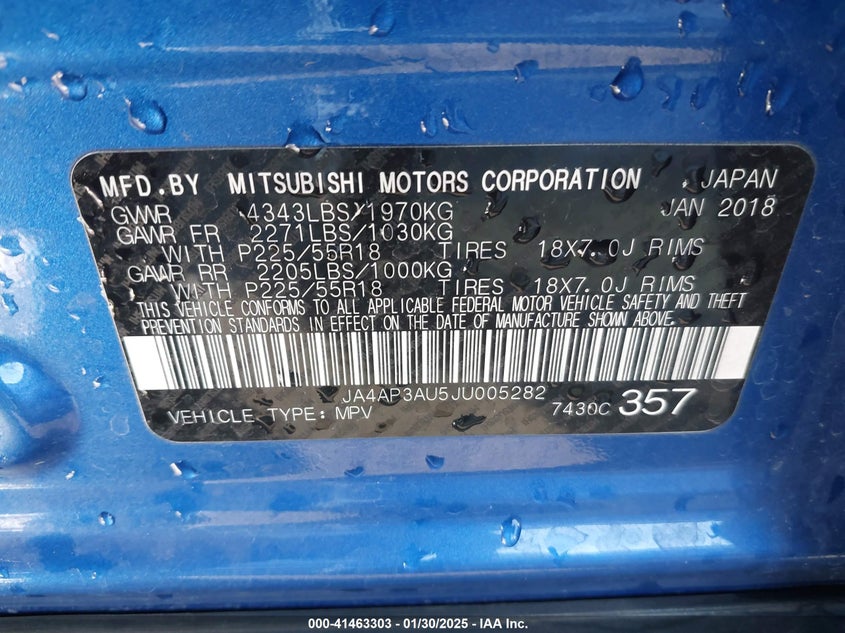 MFD.BY MITSUBISHI MOTORS CORPORATION JAPAN
GVWR 4343LBS/1970KG JAN 2018
GAWR FR 2271LBS/1030KG
WITH P225/55R18 TIRES 18X7.0J RIMS
GAWR RR 2205LBS/1000KG
WITH P225/55R18 TIRES 18X7.0J RIMS
THIS VEHICLE CONFORMS TO ALL APPLICABLE FEDERAL MOTOR VEHICLE SAFETY AND THEFT
PREVENTION STANDARDS IN EFFECT ON THE DATE OF MANUFACTURE SHOWN ABOVE.
JA4AP3AU5JU005282
VEHICLE TYPE: MPV 7430C 357
000-41463303 - 01/30/2025 - IAA Inc.